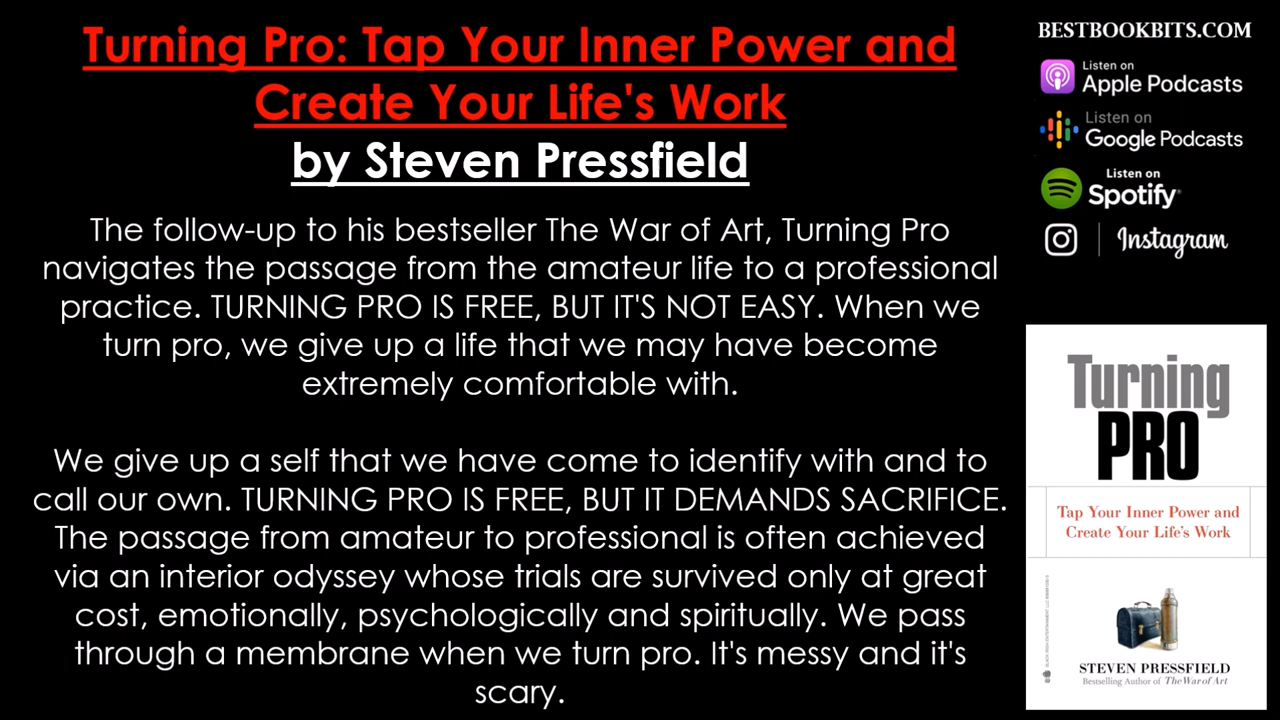 Turning Pro: Tap Your Inner Power and
Create Your Life's Work
by Steven Pressfield
The follow-up to his bestseller The War of Art, Turning Pro
navigates the passage from the amateur life to a professional
practice. TURNING PRO IS FREE, BUT IT'S NOT EASY. When we
turn pro, we give up a life that we may have become
extremely comfortable with.
We give up a self that we have come to identify with and to
call our own. TURNING PRO IS FREE, BUT IT DEMANDS SACRIFICE.
The passage from amateur to professional is often achieved
via an interior odyssey whose trials are survived only at great
cost, emotionally, psychologically and spiritually. We pass
through a membrane when we turn pro. It's messy and it's
scary.
BESTBOOKBITS.COM
Listen on
Apple Podcasts
Listen on
Google Podcasts
Listen on
Spotify
Instagram
Turning
PRO
Tap Your Inner Power and
Create Your Life's Work
STEVEN PRESSFIELD
Bestselling Author of The War of Art